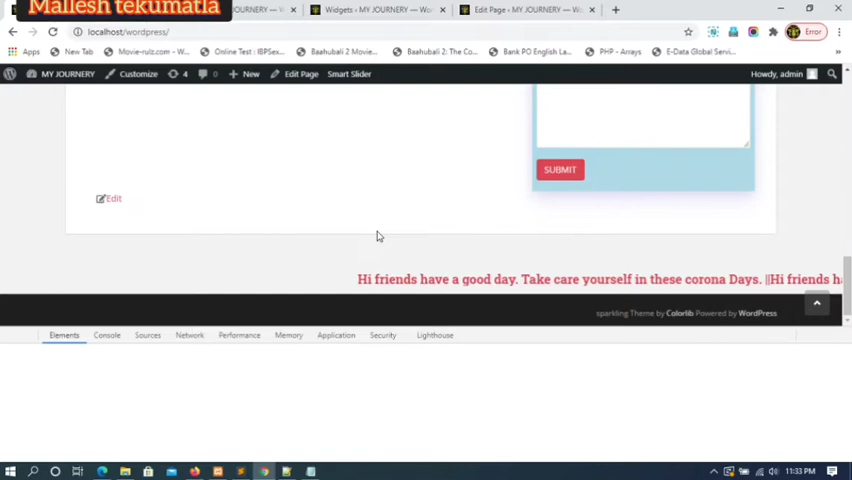 Mallesh tekumatla
JOURNERY — W
Widgets ‹ MY JOURNERY — Wor
Edit Page ‹ MY JOURNERY — Wo
localhost/wordpress/
Error
Apps
New Tab
Movie-rulz.com - W...
Online Test : IBPSex...
Baahubali 2 Movie...
Baahubali 2: The Co...
Bank PO English La...
PHP - Arrays
E-Data Global Servi...
MY JOURNERY
Customize
4
0
New
Edit Page
Smart Slider
Howdy, admin
SUBMIT
Edit
Hi friends have a good day. Take care yourself in these corona Days. ||Hi friends ha
sparkling Theme by Colorlib Powered by WordPress
Elements
Console
Sources
Network
Performance
Memory
Application
Security
Lighthouse
11:33 PM